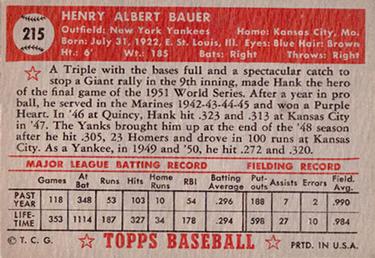 215
HENRY ALBERT BAUER
Outfield: New York Yankees Home: Kansas City, Mo.
Born: July 31, 1922, E. St. Louis, Ill. Eyes: Blue Hair: Brown
Ht.: 6' Wt.: 185 Bats: Right Throws: Right
A Triple with the bases full and a spectacular catch to
stop a Giant rally in the 9th inning, made Hank the hero
of the final game of the 1951 World Series. After a year in pro
ball, he served in the Marines 1942-43-44-45 and won a Purple
Heart. In '46 at Quincy, Hank hit .323 and .313 at Kansas City
in '47. The Yanks brought him up at the end of the '48 season
after he hit .305, 23 Homers and drove in 100 runs at Kansas
City. As a Yankee, in 1949 and '50, he hit .272 and .320.
MAJOR LEAGUE BATTING RECORD FIELDING RECORD
Games At Bat Runs Hits Home Runs RBI Batting Average Put-outs Assists Errors Field. Avg.
PAST YEAR 118 348 53 103 10 54 .296 188 7 2 .990
LIFE-TIME 353 1114 187 327 34 184 .294 598 27 10 .984
© T. C. G. TOPPS BASEBALL PRTD. IN U.S.A.